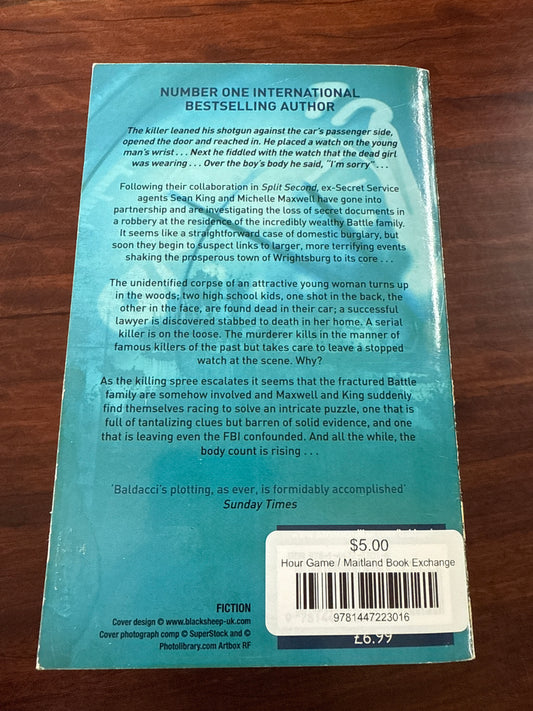 NUMBER ONE INTERNATIONAL
BESTSELLING AUTHOR
The killer leaned his shotgun against the car's passenger side,
opened the door and reached in. He placed a watch on the young
man's wrist . . . Next he fiddled with the watch that the dead girl
was wearing . . . Over the boy's body he said, "I'm sorry" . . .
Following their collaboration in Split Second, ex-Secret Service
agents Sean King and Michelle Maxwell have gone into
partnership and are investigating the loss of secret documents in
a robbery at the residence of the incredibly wealthy Battle family.
It seems like a straightforward case of domestic burglary, but
soon they begin to suspect links to larger, more terrifying events
shaking the prosperous town of Wrightsburg to its core . . .
The unidentified corpse of an attractive young woman turns up
in the woods; two high school kids, one shot in the back, the
other in the face, are found dead in their car; a successful
lawyer is discovered stabbed to death in her home. A serial
killer is on the loose. The murderer kills in the manner of
famous killers of the past but takes care to leave a stopped
watch at the scene. Why?
As the killing spree escalates it seems that the fractured Battle
family are somehow involved and Maxwell and King suddenly
find themselves racing to solve an intricate puzzle, one that is
full of tantalizing clues but barren of solid evidence, and one
that is leaving even the FBI confounded. And all the while, the
body count is rising . . .
'Baldacci's plotting, as ever, is formidably accomplished'
Sunday Times
$5.00
Hour Game / Maitland Book Exchange
9781447223016
£6.99
FICTION
Cover design © www.blacksheep-uk.com
Cover photograph comp © SuperStock and ©
Photolibrary.com Artbox RF